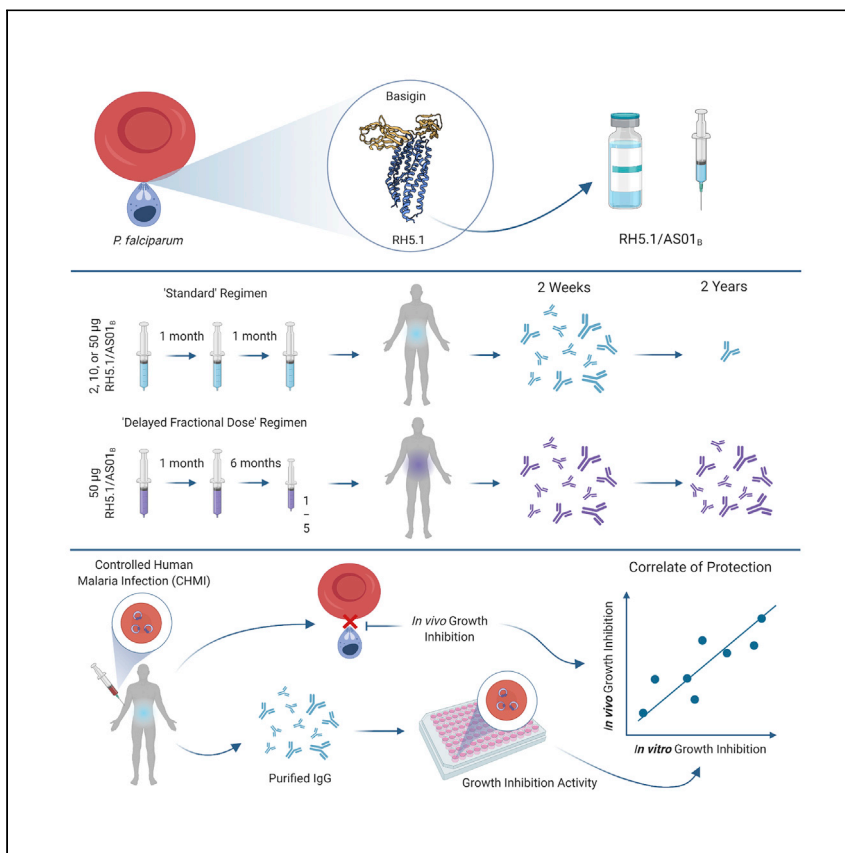 Basigin
P. falciparum
RH5.1
RH5.1/AS01B
'Standard' Regimen
2 Weeks
2 Years
2, 10, or 50 µg
RH5.1/AS01B
1 month
1 month
'Delayed Fractional Dose' Regimen
50 µg
RH5.1/AS01B
1 month
6 months
1
–
5
Controlled Human
Malaria Infection (CHMI)
In vivo Growth
Inhibition
Purified IgG
Growth Inhibition Activity
Correlate of Protection
In vivo Growth Inhibition
In vitro Growth Inhibition